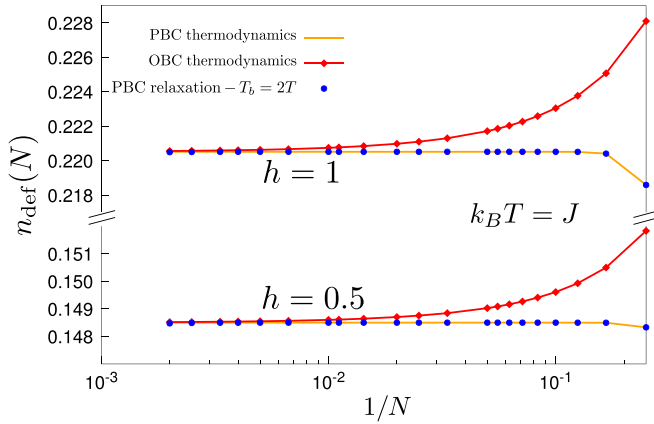 PBC thermodynamics
OBC thermodynamics
PBC relaxation − T_b = 2T
n_def(N)
0.228
0.226
0.224
0.222
0.220
0.218
h = 1
k_B T = J
0.151
0.150
0.149
0.148
h = 0.5
10^-3
10^-2
10^-1
1/N